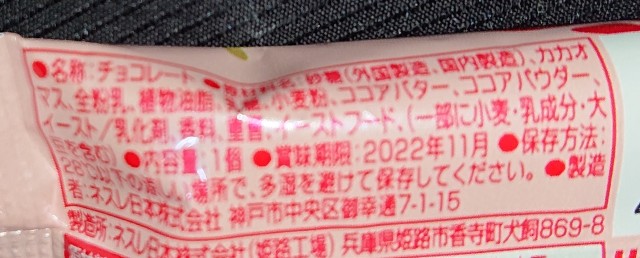 ●名称:チョコレート ●原材料名:砂糖(外国製造、国内製造)、カカオ
マス、全粉乳、植物油脂、乳糖、小麦粉、ココアバター、ココアパウダー、
イースト/乳化剤、香料、重曹、イーストフード、(一部に小麦・乳成分・大
豆を含む) ●内容量:1個 ●賞味期限:2022年11月 ●保存方法:
28℃以下の涼しい場所で、多湿を避けて保存してください。 ●製造
者:ネスレ日本株式会社 神戸市中央区御幸通7-1-15
製造所:ネスレ日本株式会社(姫路工場) 兵庫県姫路市香寺町犬飼869-8